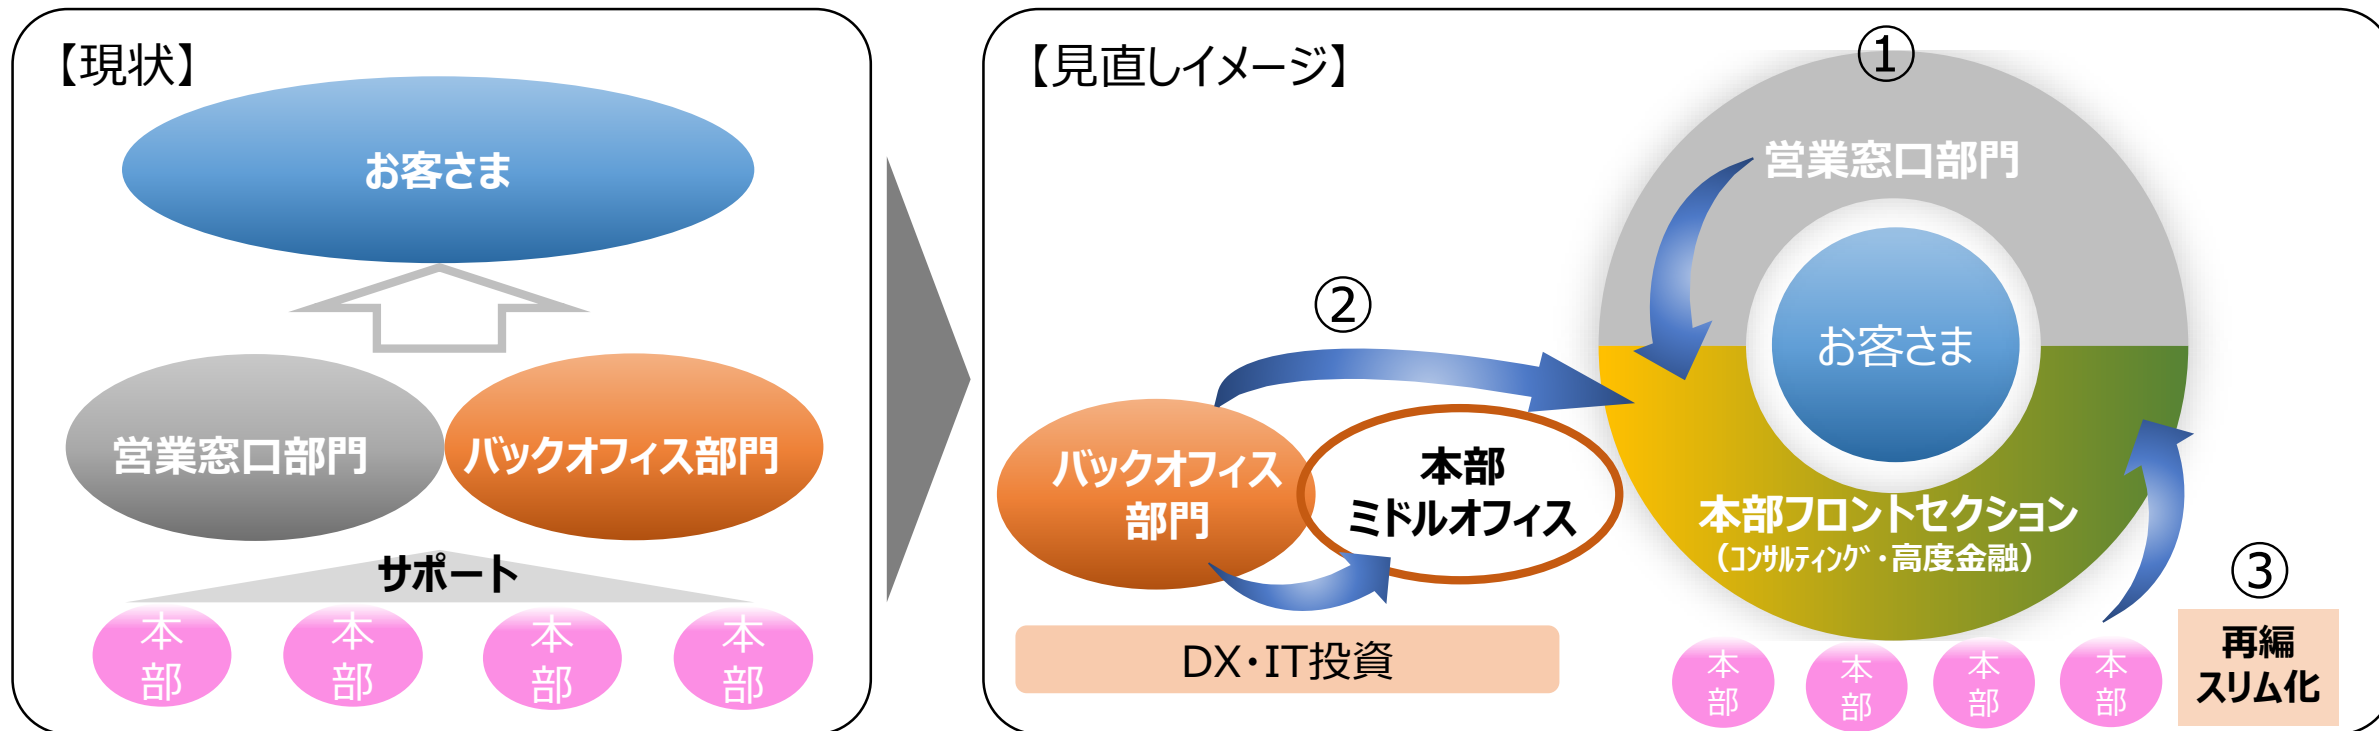 【現状】
お客さま
営業窓口部門
バックオフィス部門
サポート
本
部
本
部
本
部
本
部
【見直しイメージ】
①
営業窓口部門
お客さま
②
バックオフィス
部門
本部
ミドルオフィス
本部フロントセクション
（ｺﾝｻﾙﾃｨﾝｸﾞ・高度金融）
DX・IT投資
③
再編
スリム化
本
部
本
部
本
部
本
部